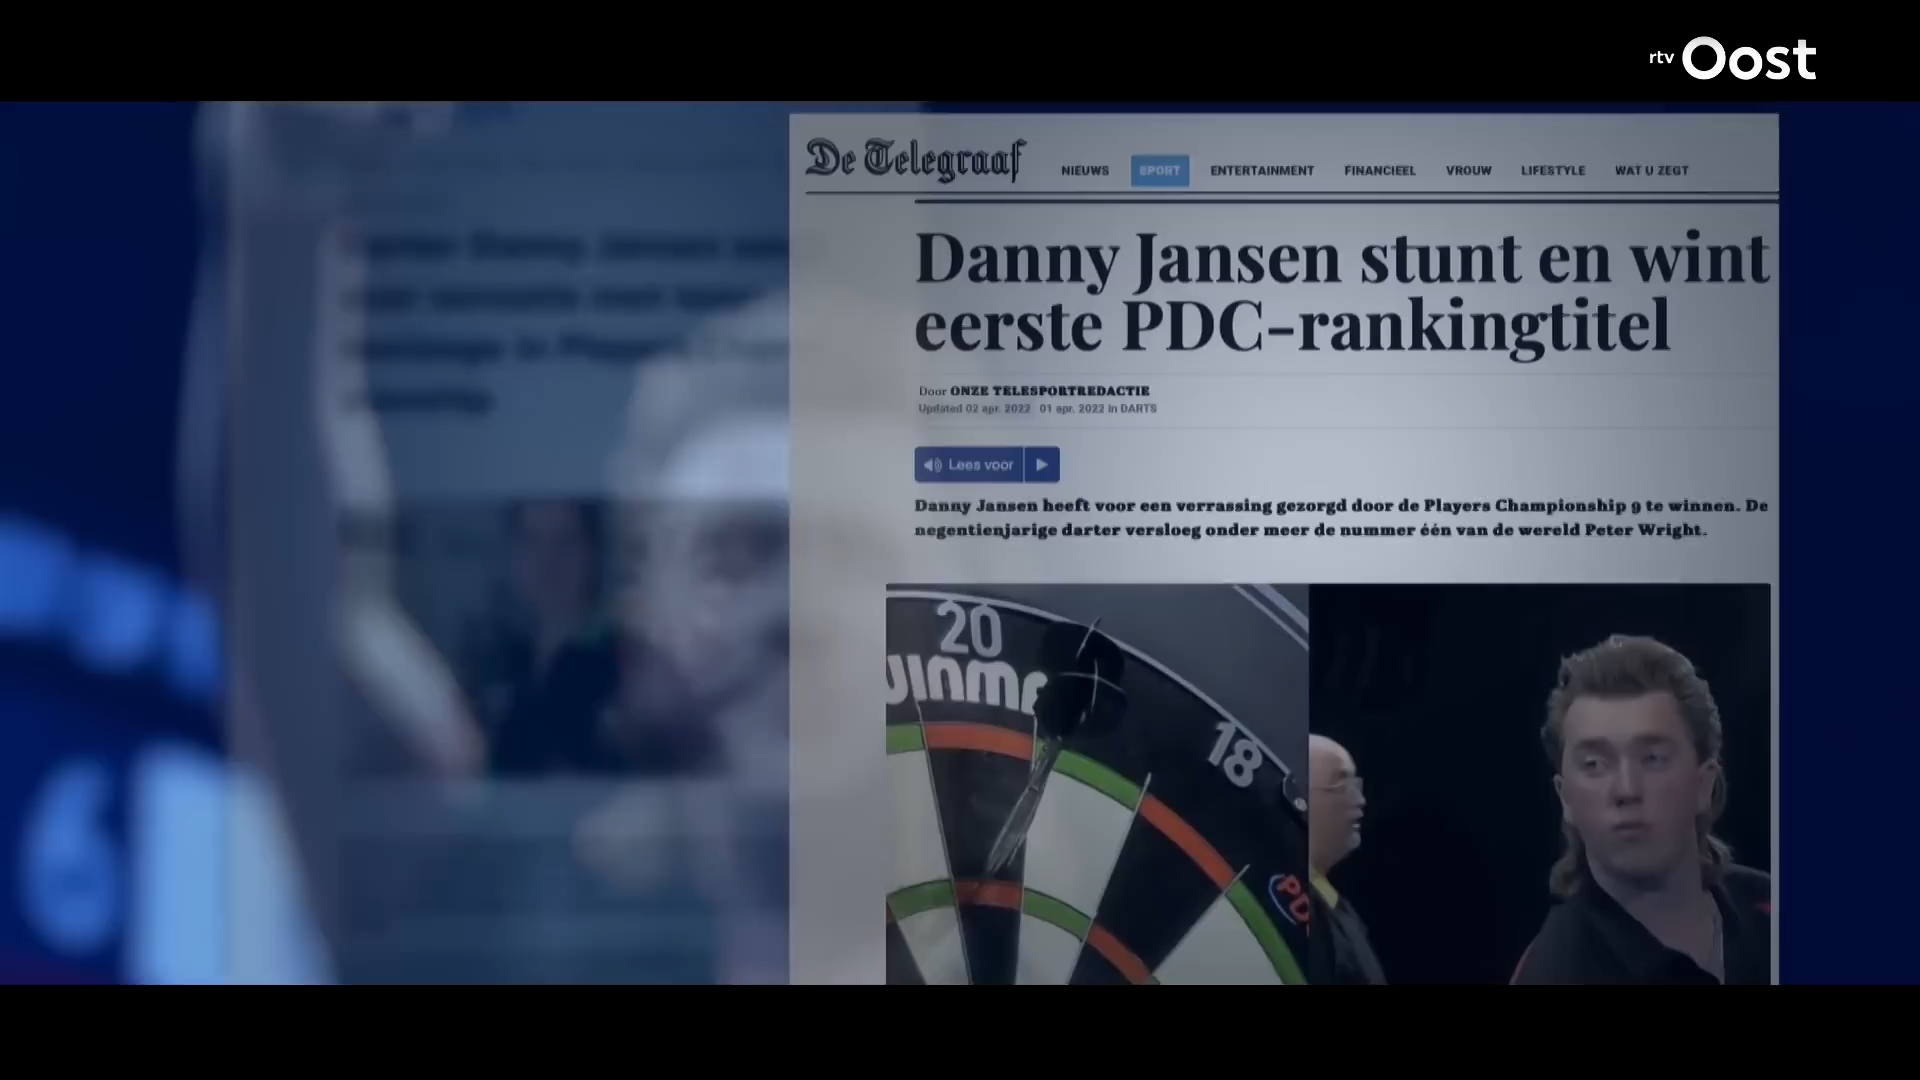 rtv Oost
De Telegraaf
NIEUWS SPORT ENTERTAINMENT FINANCIEEL VROUW LIFESTYLE WAT U ZEGT
Danny Jansen stunt en wint
eerste PDC-rankingtitel
Door ONZE TELESPORTREDACTIE
Updated 02 apr. 2022 01 apr. 2022 in DARTS
Lees voor
Danny Jansen heeft voor een verrassing gezorgd door de Players Championship 9 te winnen. De
negentienjarige darter versloeg onder meer de nummer één van de wereld Peter Wright.
20
18
6